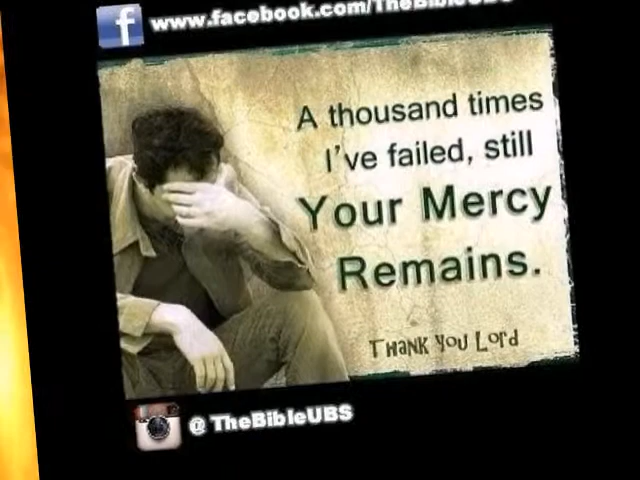 www.facebook.com/TheBibleUBS
A thousand times
I've failed, still
Your Mercy
Remains.
Thank You Lord
@ TheBibleUBS